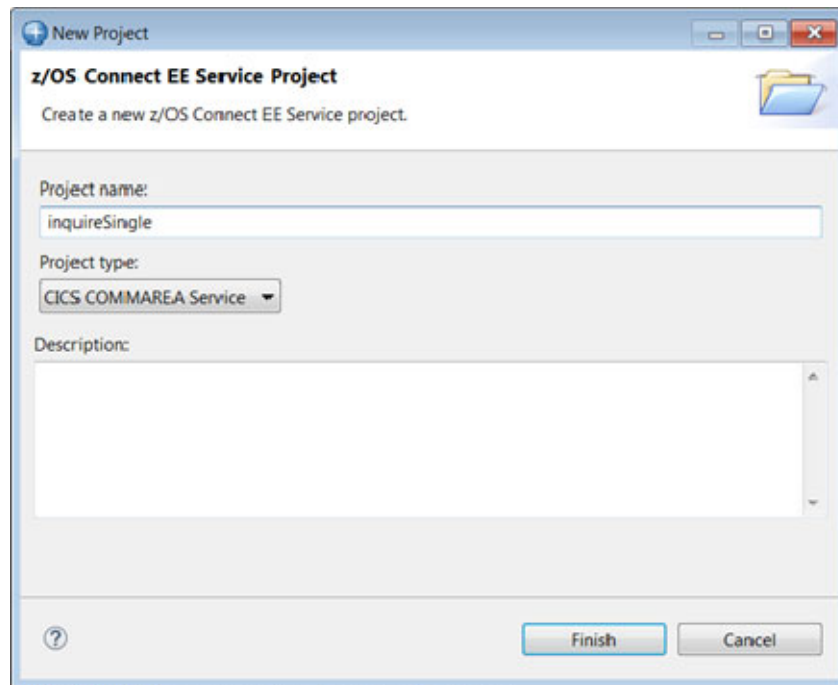 New Project
z/OS Connect EE Service Project
Create a new z/OS Connect EE Service project.
Project name:
inquireSingle
Project type:
CICS COMMAREA Service
Description:
Finish
Cancel